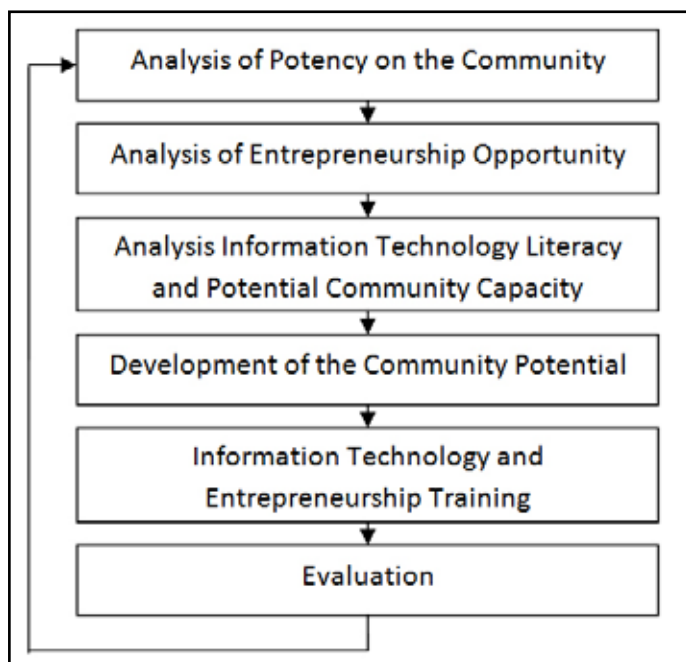 Analysis of Potency on the Community
Analysis of Entrepreneurship Opportunity
Analysis Information Technology Literacy
and Potential Community Capacity
Development of the Community Potential
Information Technology and
Entrepreneurship Training
Evaluation